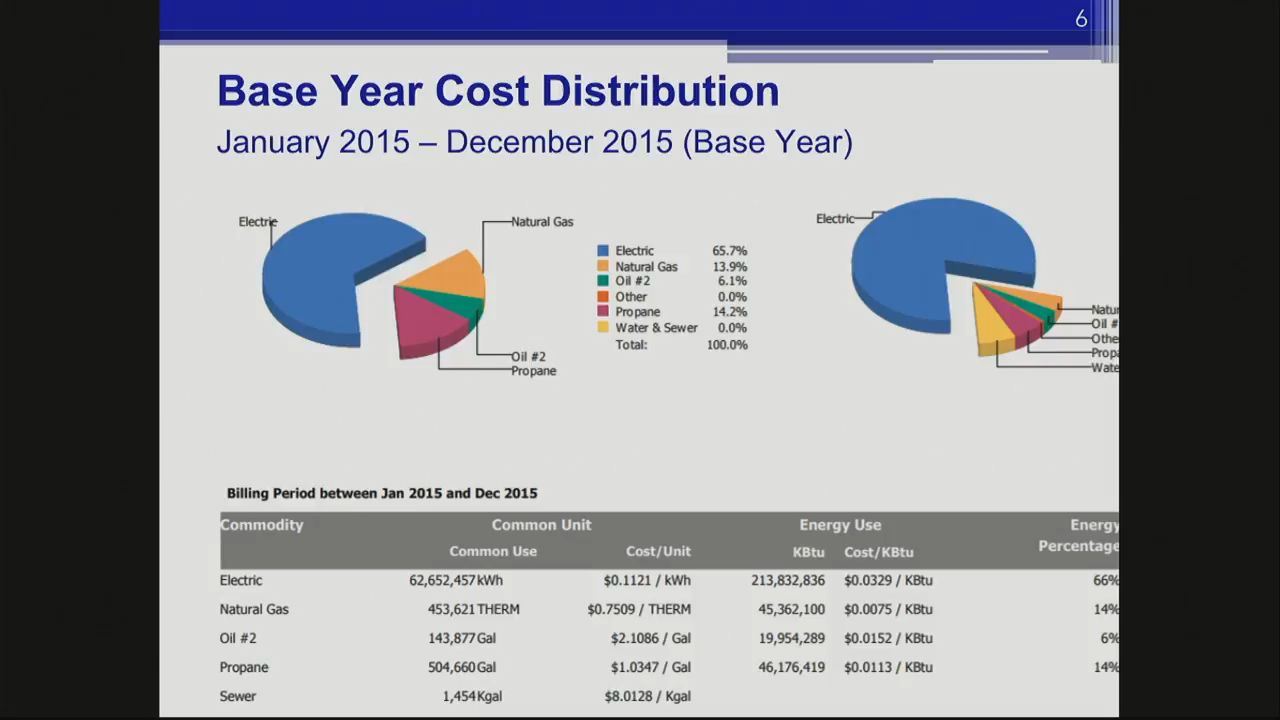 6
Base Year Cost Distribution
January 2015 – December 2015 (Base Year)
Electric
Natural Gas
Oil #2
Propane
Electric 65.7%
Natural Gas 13.9%
Oil #2 6.1%
Other 0.0%
Propane 14.2%
Water & Sewer 0.0%
Total: 100.0%
Electric
Natur
Oil #
Othe
Propa
Wate
Billing Period between Jan 2015 and Dec 2015
Commodity Common Unit Energy Use Energy
Common Use Cost/Unit KBtu Cost/KBtu Percentage
Electric 62,652,457 kWh $0.1121 / kWh 213,832,836 $0.0329 / KBtu 66%
Natural Gas 453,621 THERM $0.7509 / THERM 45,362,100 $0.0075 / KBtu 14%
Oil #2 143,877 Gal $2.1086 / Gal 19,954,289 $0.0152 / KBtu 6%
Propane 504,660 Gal $1.0347 / Gal 46,176,419 $0.0113 / KBtu 14%
Sewer 1,454 Kgal $8.0128 / Kgal